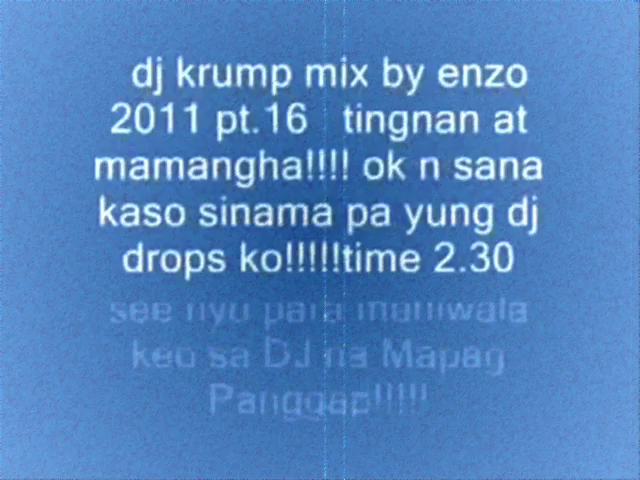 dj krump mix by enzo
2011 pt.16 tingnan at
mamangha!!!! ok n sana
kaso sinama pa yung dj
drops ko!!!!!time 2.30
see nyu para maniwala
keo sa DJ na Mapag
Panggap!!!!!